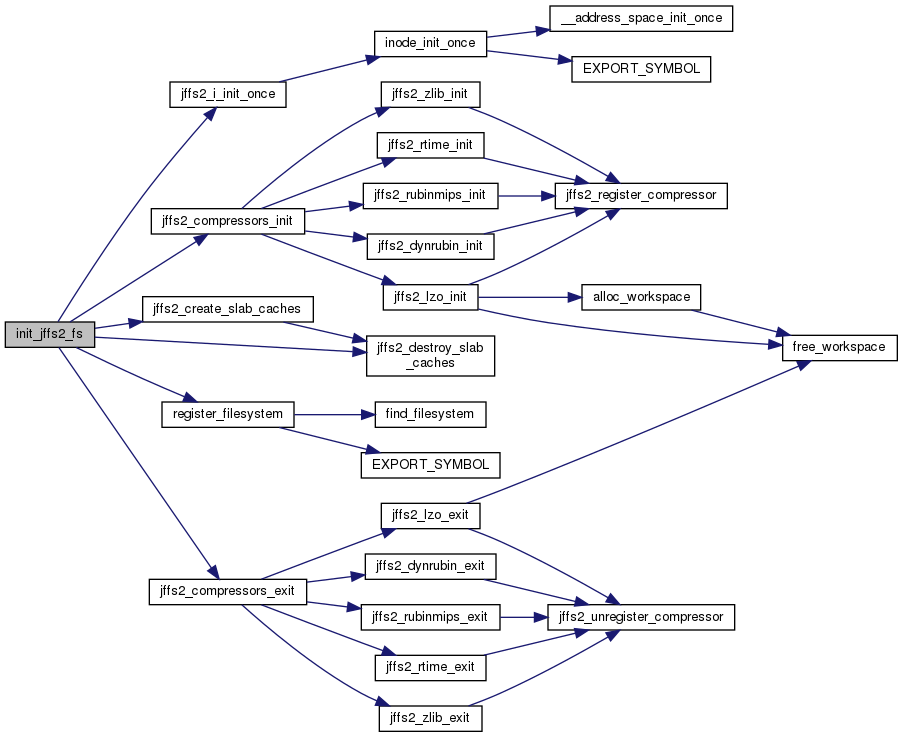 __address_space_init_once
inode_init_once
EXPORT_SYMBOL
jffs2_i_init_once
jffs2_zlib_init
jffs2_rtime_init
jffs2_rubinmips_init
jffs2_register_compressor
jffs2_compressors_init
jffs2_dynrubin_init
jffs2_lzo_init
alloc_workspace
jffs2_create_slab_caches
init_jffs2_fs
jffs2_destroy_slab
_caches
free_workspace
register_filesystem
find_filesystem
EXPORT_SYMBOL
jffs2_lzo_exit
jffs2_dynrubin_exit
jffs2_compressors_exit
jffs2_rubinmips_exit
jffs2_unregister_compressor
jffs2_rtime_exit
jffs2_zlib_exit